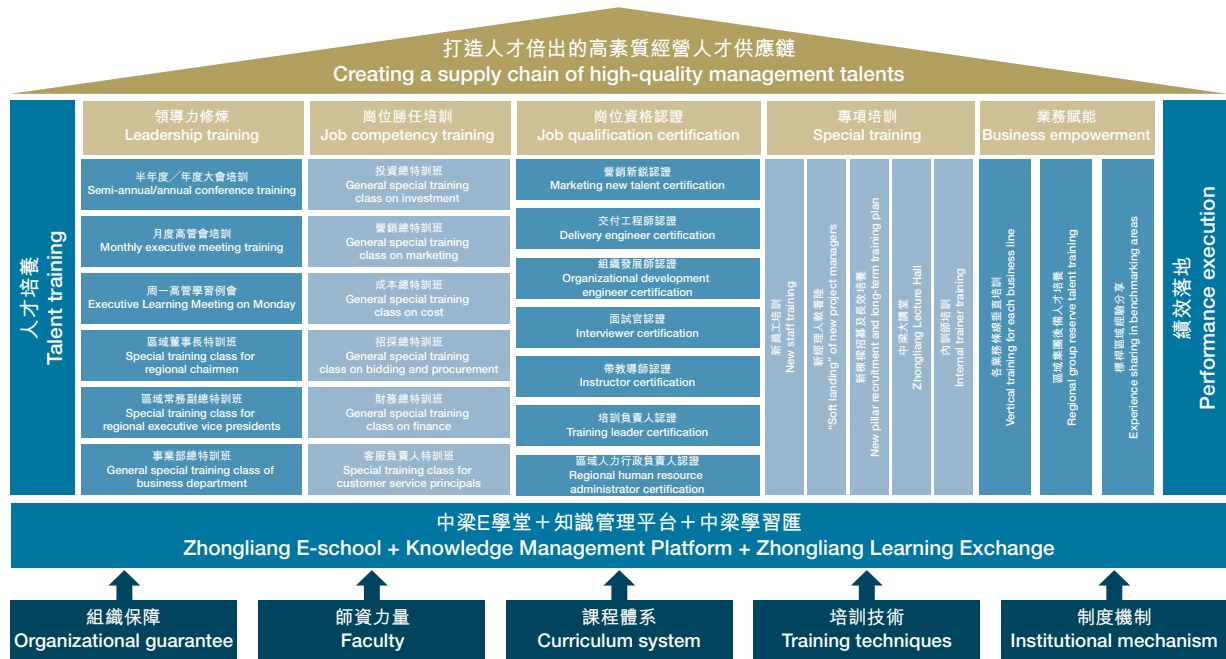 打造人才倍出的高素質經營人才供應鏈
Creating a supply chain of high-quality management talents
人才培養
Talent training
領導力修煉
Leadership training
半年度／年度大會培訓
Semi-annual/annual conference training
月度高管會培訓
Monthly executive meeting training
周一高管學習例會
Executive Learning Meeting on Monday
區域董事長特訓班
Special training class for
regional chairmen
區域常務副總特訓班
Special training class for
regional executive vice presidents
事業部總特訓班
General special training class of
business department
崗位勝任培訓
Job competency training
投資總特訓班
General special training
class on investment
營銷總特訓班
General special training
class on marketing
成本總特訓班
General special training
class on cost
招採總特訓班
General special training
class on bidding and procurement
財務總特訓班
General special training
class on finance
客服負責人特訓班
Special training class for
customer service principals
崗位資格認證
Job qualification certification
營銷新銳認證
Marketing new talent certification
交付工程師認證
Delivery engineer certification
組織發展師認證
Organizational development
engineer certification
面試官認證
Interviewer certification
帶教導師認證
Instructor certification
培訓負責人認證
Training leader certification
區域人力行政負責人認證
Regional human resource
administrator certification
專項培訓
Special training
新員工培訓
New staff training
新經理人軟着陸
“Soft landing” of new project managers
新樑招募及長效培養
New pillar recruitment and long-term training plan
中梁大講堂
Zhongliang Lecture Hall
內訓師培訓
Internal trainer training
業務賦能
Business empowerment
各業務條線垂直培訓
Vertical training for each business line
區域集團後備人才培養
Regional group reserve talent training
標桿區域經驗分享
Experience sharing in benchmarking areas
績效落地
Performance execution
中梁E學堂＋知識管理平台＋中梁學習匯
Zhongliang E-school + Knowledge Management Platform + Zhongliang Learning Exchange
組織保障
Organizational guarantee
師資力量
Faculty
課程體系
Curriculum system
培訓技術
Training techniques
制度機制
Institutional mechanism